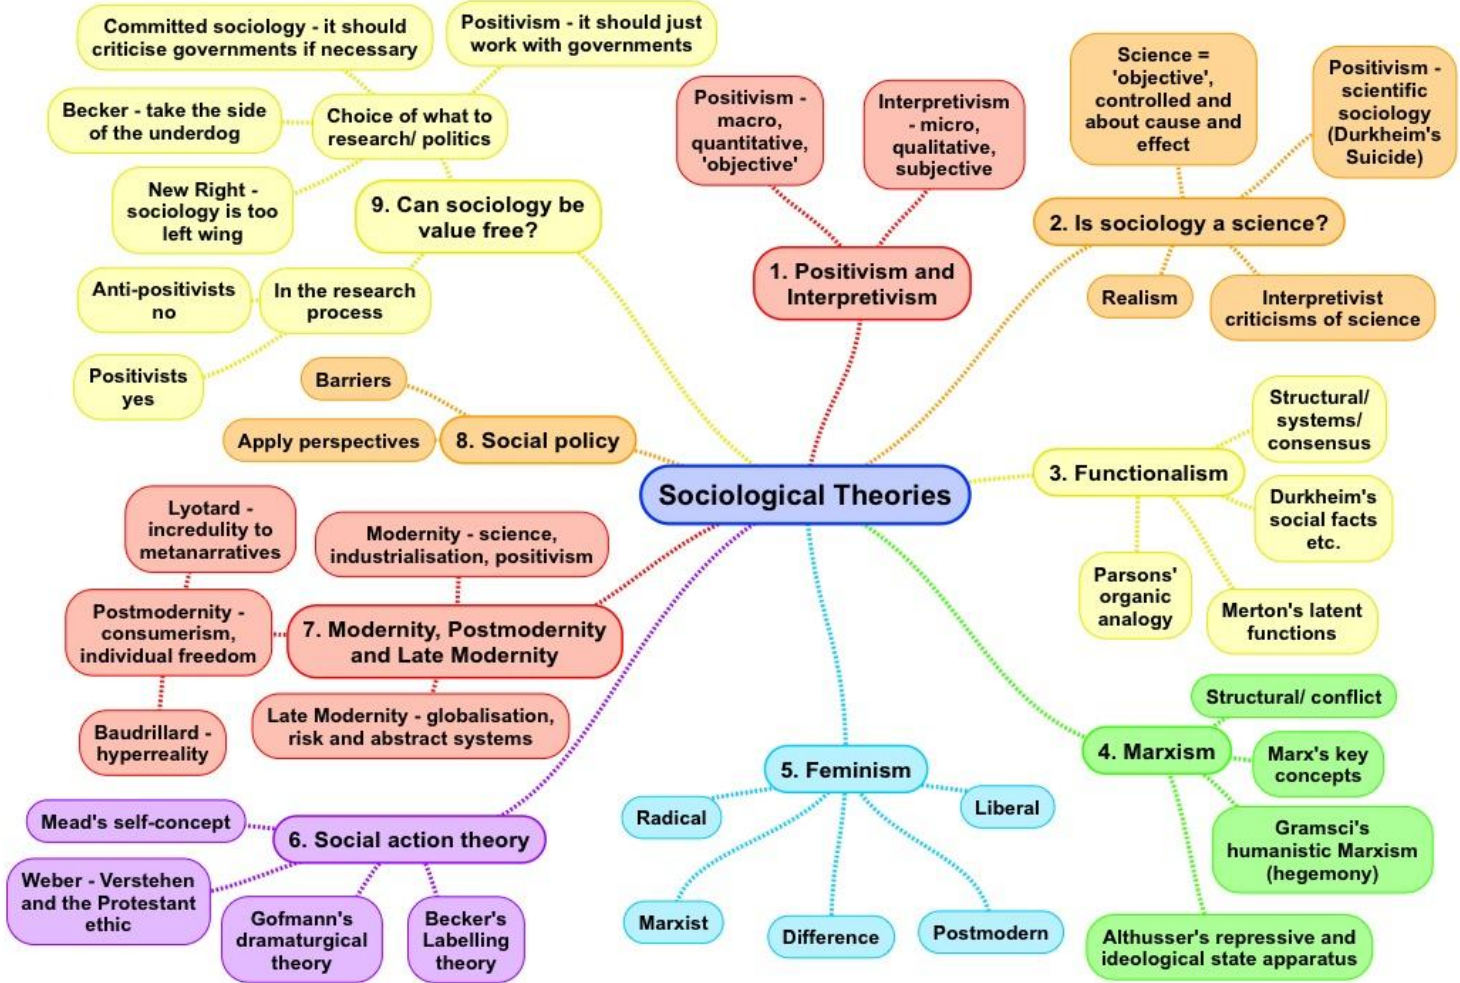 Sociological Theories
1. Positivism and
Interpretivism
Positivism -
macro,
quantitative,
'objective'
Interpretivism
- micro,
qualitative,
subjective
2. Is sociology a science?
Science =
'objective',
controlled and
about cause and
effect
Positivism -
scientific
sociology
(Durkheim's
Suicide)
Realism
Interpretivist
criticisms of science
3. Functionalism
Structural/
systems/
consensus
Durkheim's
social facts
etc.
Merton's latent
functions
Parsons'
organic
analogy
4. Marxism
Structural/ conflict
Marx's key
concepts
Gramsci's
humanistic Marxism
(hegemony)
Althusser's repressive and
ideological state apparatus
5. Feminism
Liberal
Radical
Marxist
Difference
Postmodern
6. Social action theory
Mead's self-concept
Weber - Verstehen
and the Protestant
ethic
Gofmann's
dramaturgical
theory
Becker's
Labelling
theory
7. Modernity, Postmodernity
and Late Modernity
Modernity - science,
industrialisation, positivism
Lyotard -
incredulity to
metanarratives
Postmodernity -
consumerism,
individual freedom
Baudrillard -
hyperreality
Late Modernity - globalisation,
risk and abstract systems
8. Social policy
Barriers
Apply perspectives
9. Can sociology be
value free?
Choice of what to
research/ politics
Committed sociology - it should
criticise governments if necessary
Positivism - it should just
work with governments
Becker - take the side
of the underdog
New Right -
sociology is too
left wing
In the research
process
Anti-positivists
no
Positivists
yes